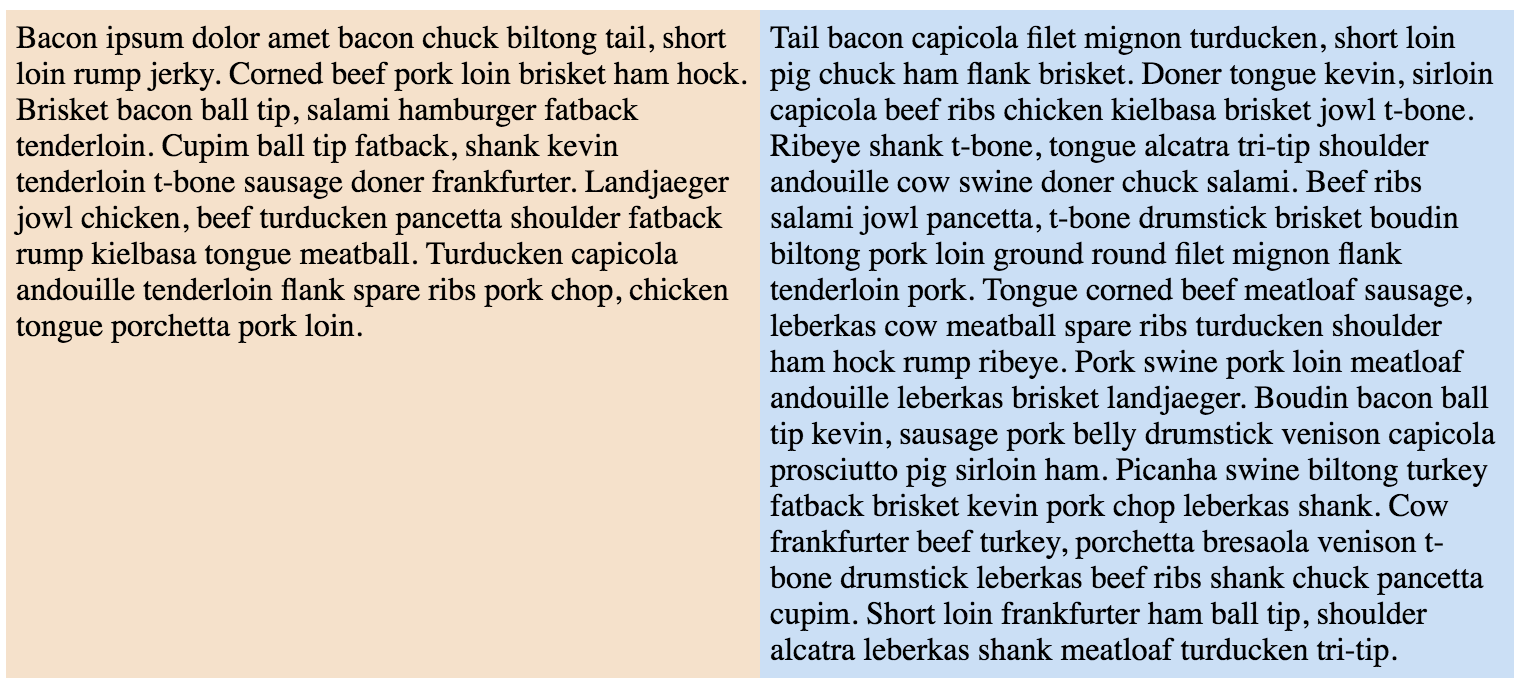 Bacon ipsum dolor amet bacon chuck biltong tail, short
loin rump jerky. Corned beef pork loin brisket ham hock.
Brisket bacon ball tip, salami hamburger fatback
tenderloin. Cupim ball tip fatback, shank kevin
tenderloin t-bone sausage doner frankfurter. Landjaeger
jowl chicken, beef turducken pancetta shoulder fatback
rump kielbasa tongue meatball. Turducken capicola
andouille tenderloin flank spare ribs pork chop, chicken
tongue porchetta pork loin.
Tail bacon capicola filet mignon turducken, short loin
pig chuck ham flank brisket. Doner tongue kevin, sirloin
capicola beef ribs chicken kielbasa brisket jowl t-bone.
Ribeye shank t-bone, tongue alcatra tri-tip shoulder
andouille cow swine doner chuck salami. Beef ribs
salami jowl pancetta, t-bone drumstick brisket boudin
biltong pork loin ground round filet mignon flank
tenderloin pork. Tongue corned beef meatloaf sausage,
leberkas cow meatball spare ribs turducken shoulder
ham hock rump ribeye. Pork swine pork loin meatloaf
andouille leberkas brisket landjaeger. Boudin bacon ball
tip kevin, sausage pork belly drumstick venison capicola
prosciutto pig sirloin ham. Picanha swine biltong turkey
fatback brisket kevin pork chop leberkas shank. Cow
frankfurter beef turkey, porchetta bresaola venison t-
bone drumstick leberkas beef ribs shank chuck pancetta
cupim. Short loin frankfurter ham ball tip, shoulder
alcatra leberkas shank meatloaf turducken tri-tip.